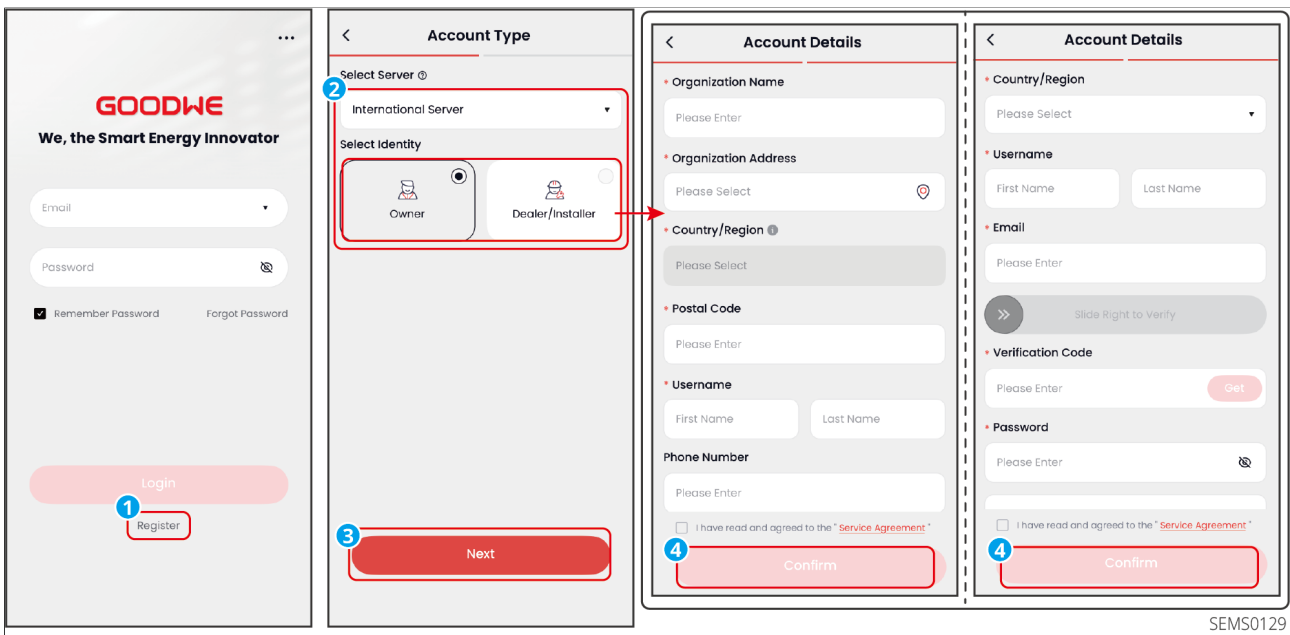 ...
GOODWE
We, the Smart Energy Innovator
Email
Password
Remember Password Forgot Password
Login
1
Register
Account Type
Select Server ?
2
International Server
Select Identity
Owner Dealer/Installer
3
Next
Account Details
* Organization Name
Please Enter
* Organization Address
Please Select
* Country/Region
Please Select
* Postal Code
Please Enter
* Username
First Name Last Name
Phone Number
Please Enter
I have read and agreed to the " Service Agreement "
4
Confirm
Account Details
* Country/Region
Please Select
* Username
First Name Last Name
* Email
Please Enter
Slide Right to Verify
* Verification Code
Please Enter Get
* Password
Please Enter
I have read and agreed to the " Service Agreement "
4
Confirm
SEMS0129